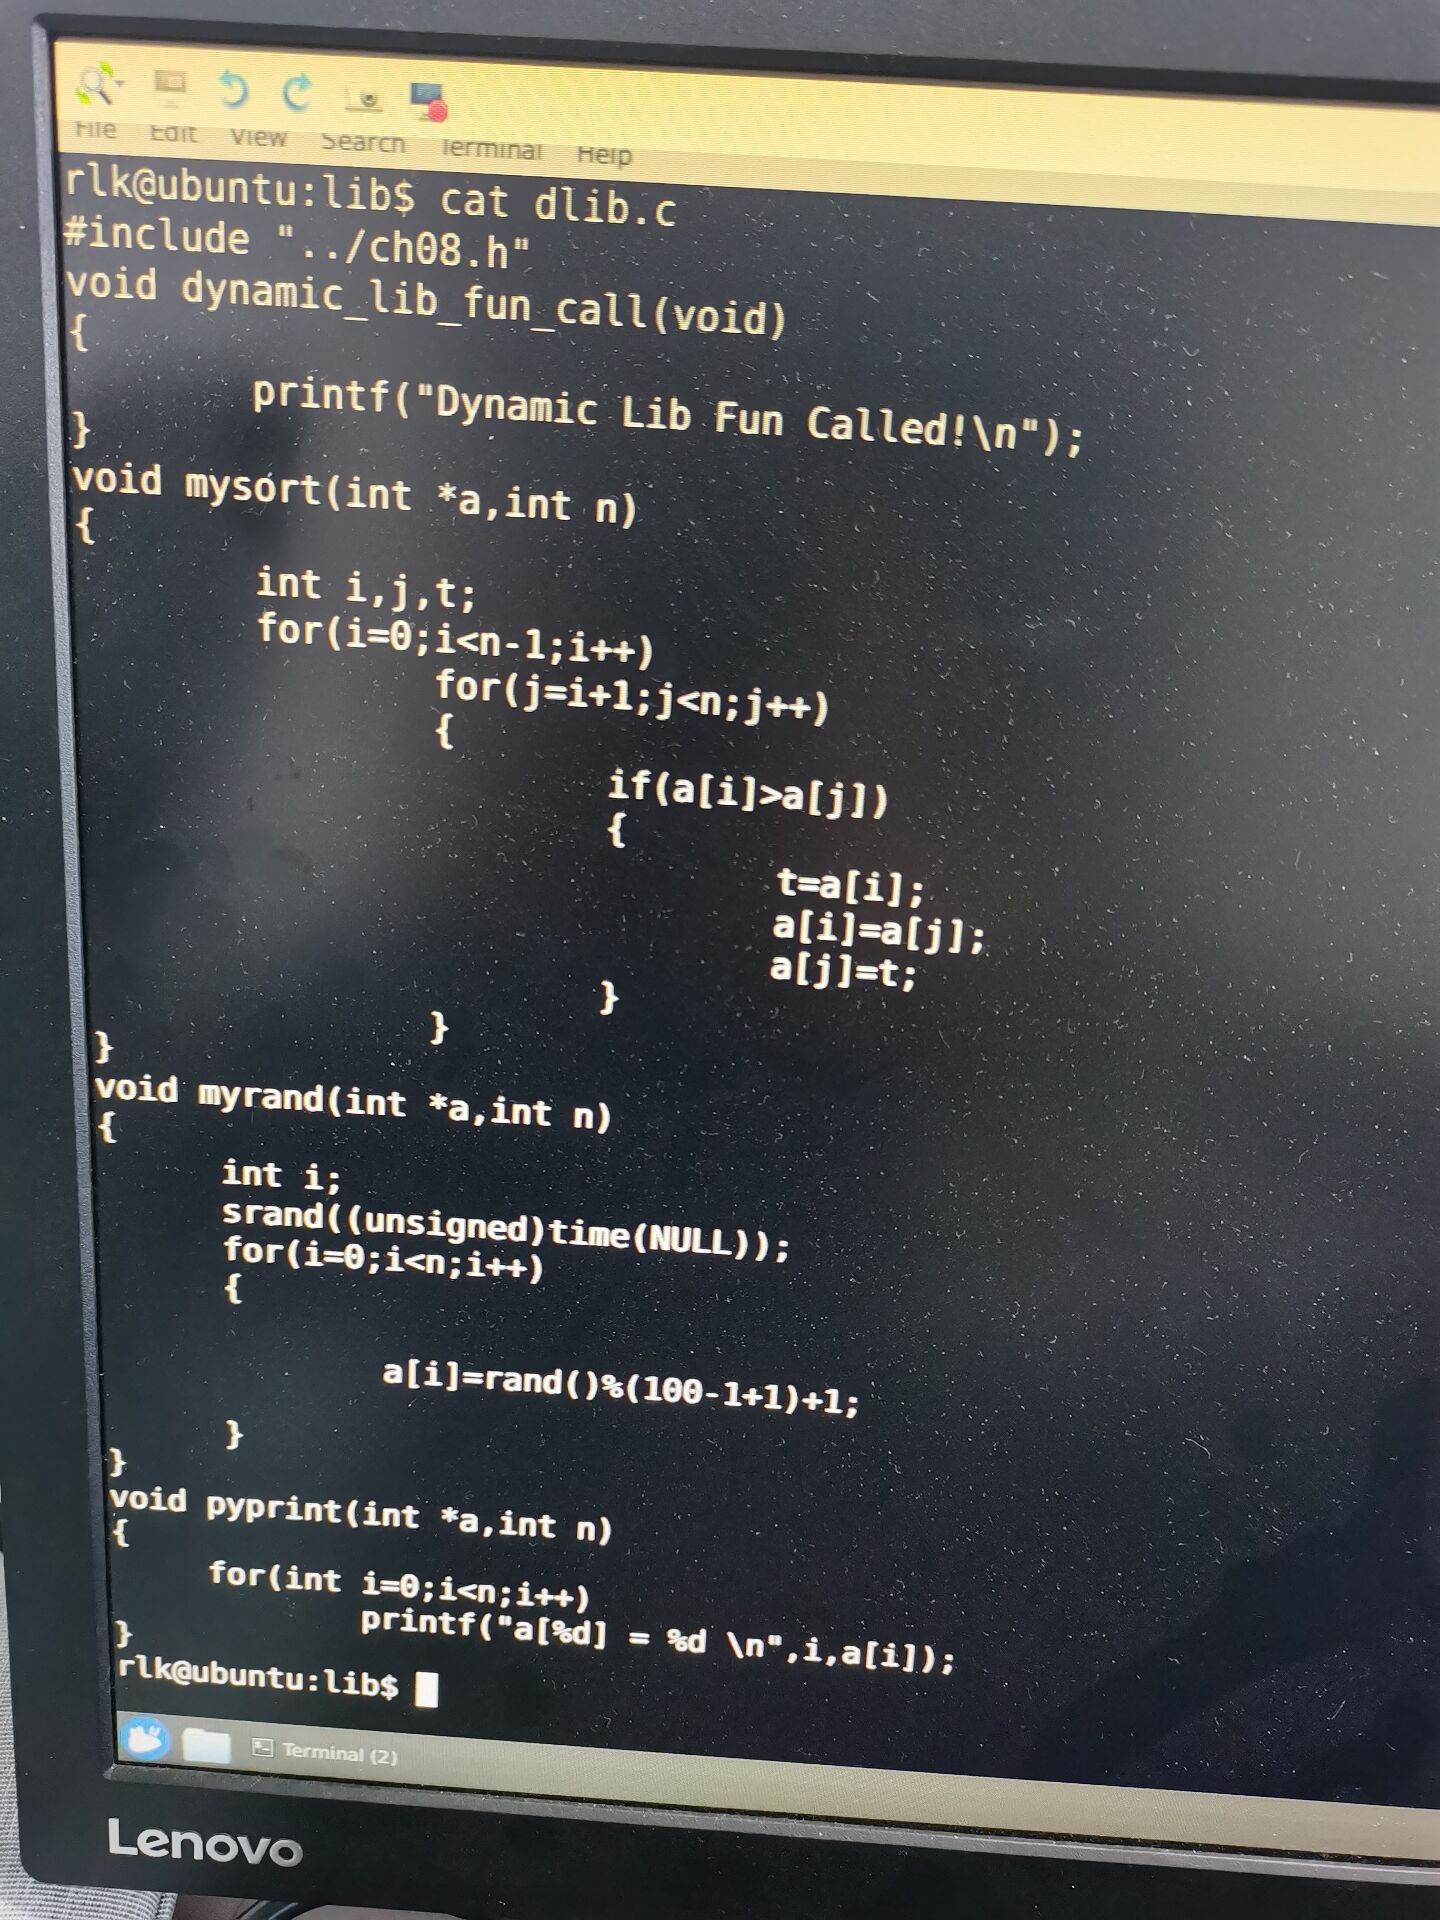 File Edit View Search Terminal Help
rlk@ubuntu:lib$ cat dlib.c
#include "../ch08.h"
void dynamic_lib_fun_call(void)
{
printf("Dynamic Lib Fun Called!\n");
}
void mysort(int *a,int n)
{
int i,j,t;
for(i=0;i<n-1;i++)
for(j=i+1;j<n;j++)
{
if(a[i]>a[j])
{
t=a[i];
a[i]=a[j];
a[j]=t;
}
}
}
void myrand(int *a,int n)
{
int i;
srand((unsigned)time(NULL));
for(i=0;i<n;i++)
{
a[i]=rand()%(100-1+1)+1;
}
}
void pyprint(int *a,int n)
{
for(int i=0;i<n;i++)
printf("a[%d] = %d \n",i,a[i]);
}
rlk@ubuntu:lib$
Terminal (2)
Lenovo